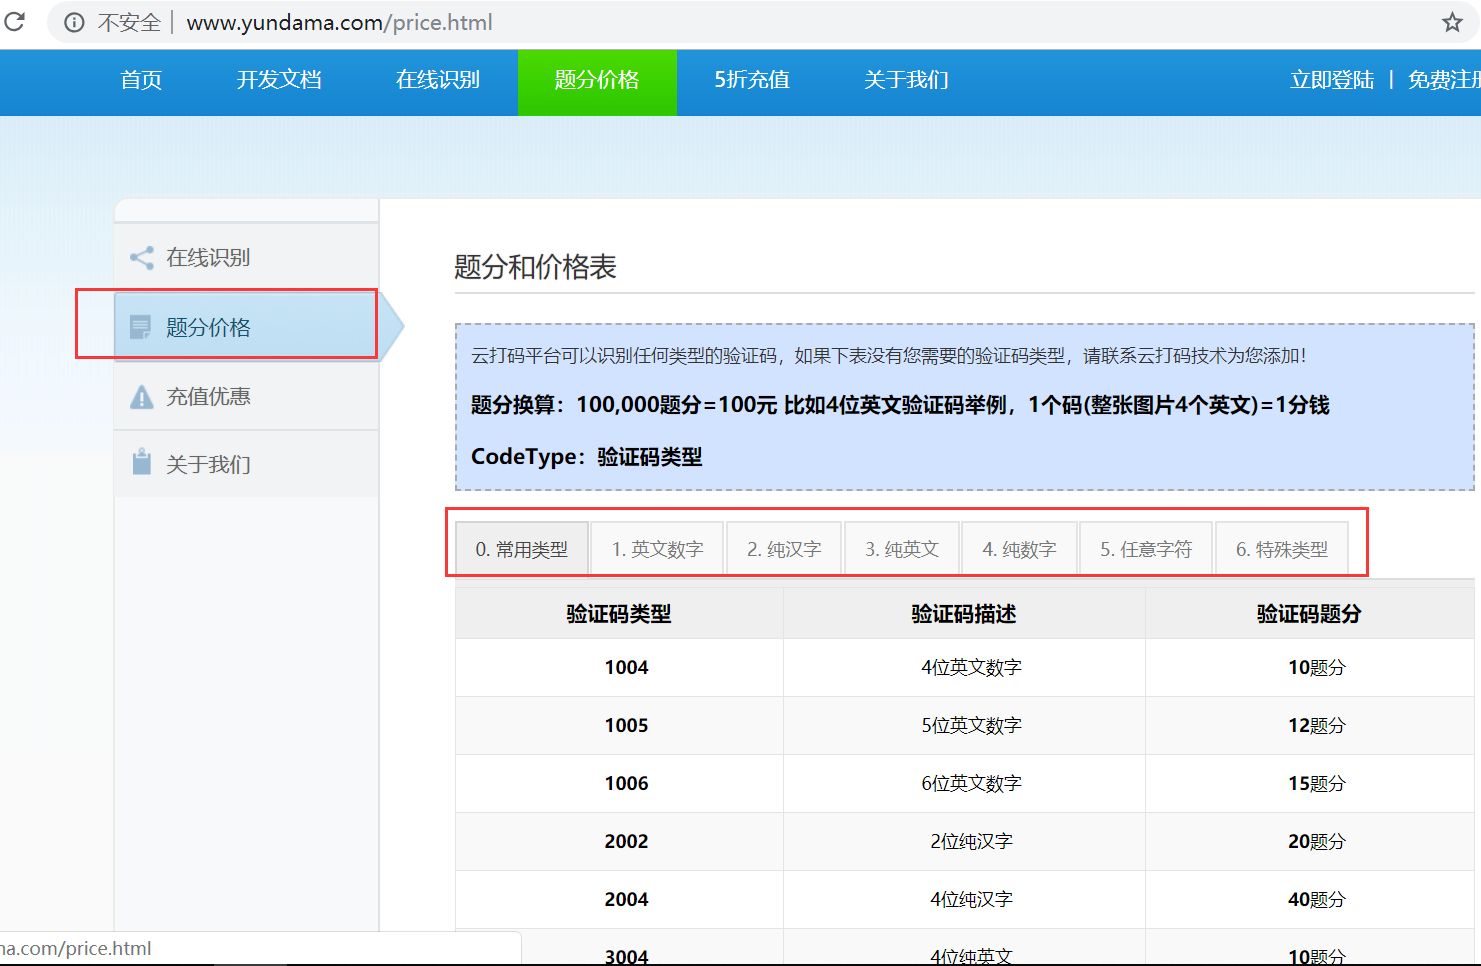 不安全 | www.yundama.com/price.html
首页 开发文档 在线识别 题分价格 5折充值 关于我们 立即登陆 | 免费注册
在线识别
题分价格
充值优惠
关于我们
题分和价格表
云打码平台可以识别任何类型的验证码，如果下表没有您需要的验证码类型，请联系云打码技术为您添加！
题分换算：100,000题分=100元 比如4位英文验证码举例，1个码(整张图片4个英文)=1分钱
CodeType：验证码类型
0. 常用类型 1. 英文数字 2. 纯汉字 3. 纯英文 4. 纯数字 5. 任意字符 6. 特殊类型
验证码类型 验证码描述 验证码题分
1004 4位英文数字 10题分
1005 5位英文数字 12题分
1006 6位英文数字 15题分
2002 2位纯汉字 20题分
2004 4位纯汉字 40题分
3004 4位纯英文 10题分
na.com/price.html